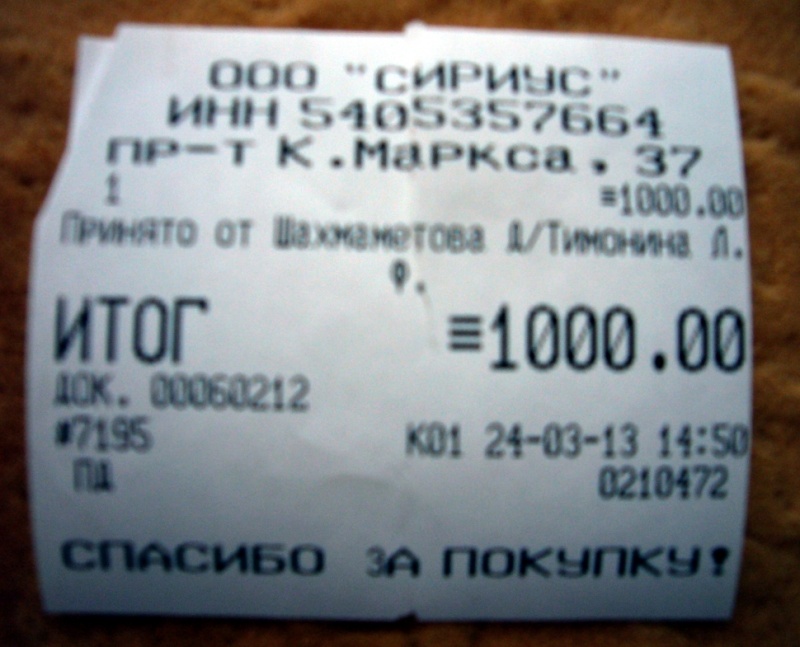 ООО "СИРИУС"
ИНН 5405357664
ПР-т К.Маркса. 37
1 ≡1000.00
Принято от Шахмаметова Д/Тимонина Л.
Ф.
ИТОГ ≡1000.00
ДОК. 00060212
#7195 К01 24-03-13 14:50
ПД 0210472
СПАСИБО ЗА ПОКУПКУ!